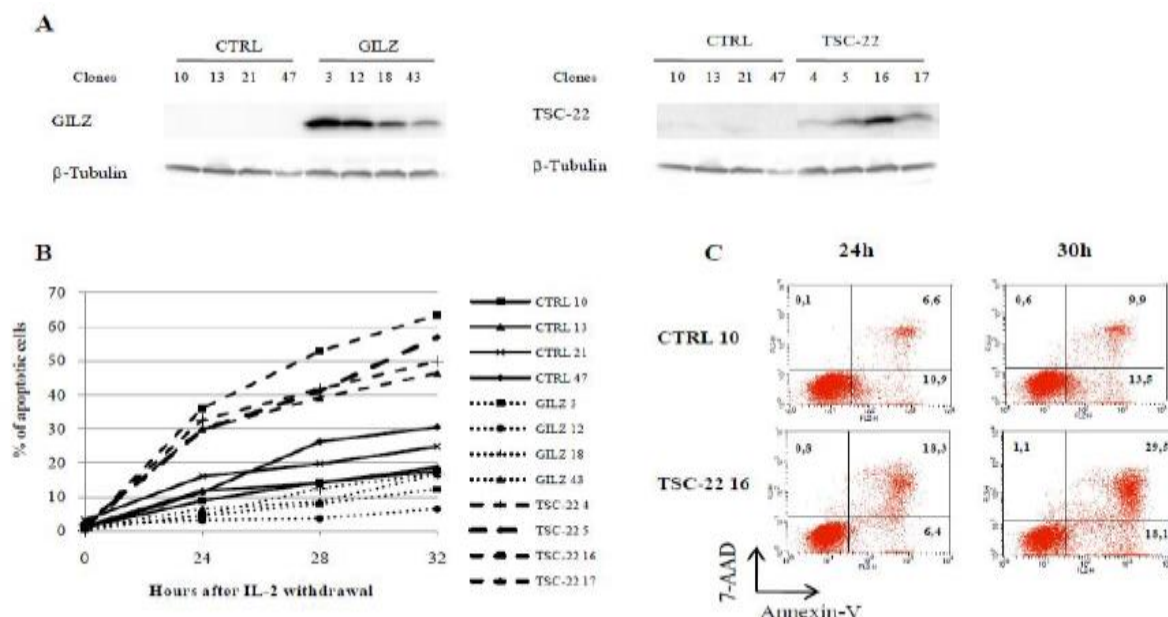 A
CTRL GILZ
Clones 10 13 21 47 3 12 18 43
GILZ
β-Tubulin
CTRL TSC-22
Clones 10 13 21 47 4 5 16 17
TSC-22
β-Tubulin
B
% of apoptotic cells
70
60
50
40
30
20
10
0
0 24 28 32
Hours after IL-2 withdrawal
CTRL 10
CTRL 13
CTRL 21
CTRL 47
GILZ 3
GILZ 12
GILZ 18
GILZ 43
TSC-22 4
TSC-22 5
TSC-22 16
TSC-22 17
C
24h 30h
CTRL 10
0,1 6,6
10,9
0,6 9,9
13,8
TSC-22 16
0,8 18,3
6,4
1,1 29,5
18,1
7-AAD
Annexin-V